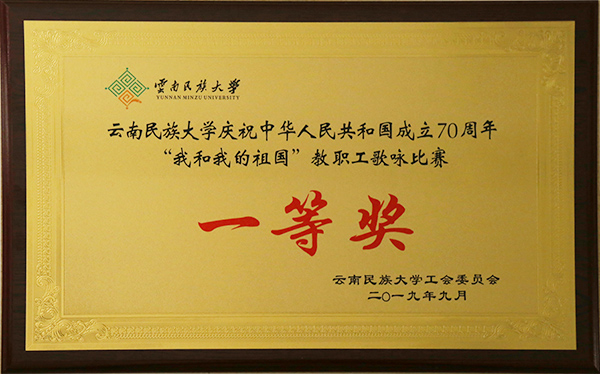 雲南民族大學
YUNNAN MINZU UNIVERSITY
云南民族大学庆祝中华人民共和国成立70周年
“我和我的祖国”教职工歌咏比赛
一等奖
云南民族大学工会委员会
二〇一九年九月